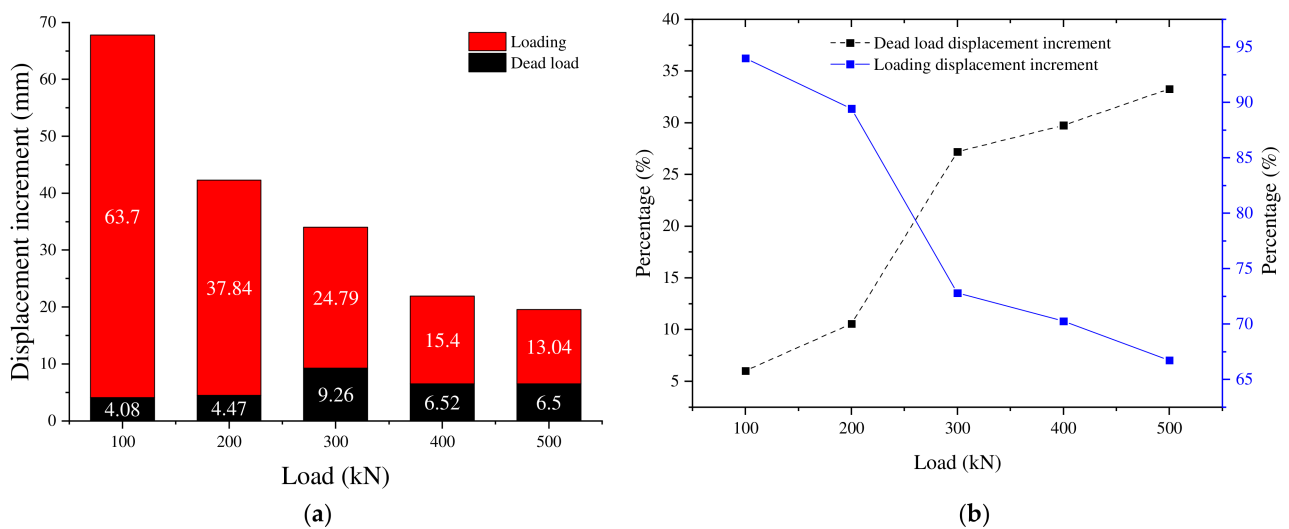 70
60
50
40
30
20
10
0
Displacement increment (mm)
Loading
Dead load
63.7
37.84
24.79
15.4
13.04
4.08
4.47
9.26
6.52
6.5
100 200 300 400 500
Load (kN)
(a)
40
35
30
25
20
15
10
5
Percentage (%)
Dead load displacement increment
Loading displacement increment
95
90
85
80
75
70
65
Percentage (%)
100 200 300 400 500
Load (kN)
(b)